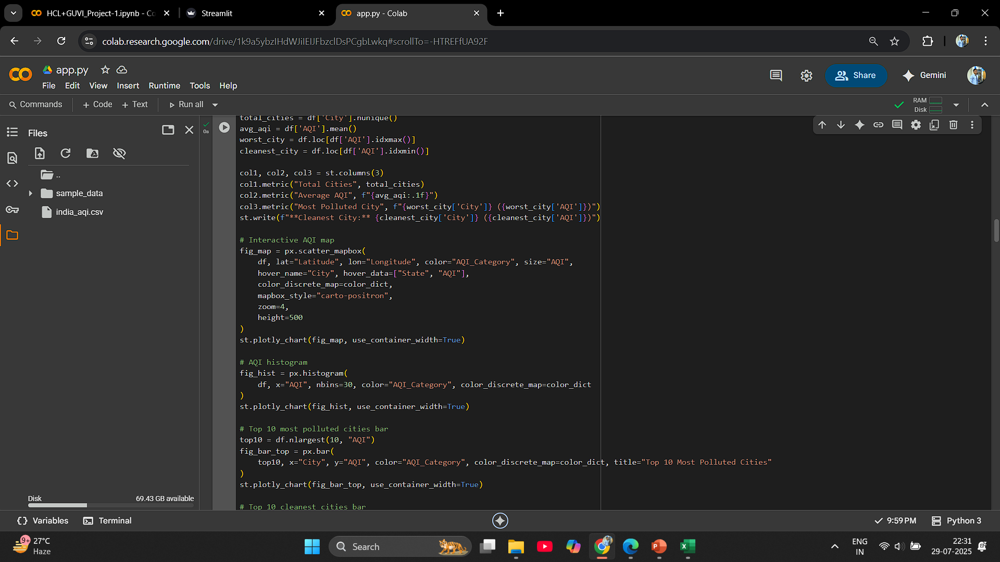 HCL+GUVI_Project-1.ipynb - Co
Streamlit
app.py - Colab
colab.research.google.com/drive/1k9a5ybzIHdWJiIEIJFbzclDsPCgbLwkq#scrollTo=-HTREFfUA92F
app.py
File Edit View Insert Runtime Tools Help
Share
Gemini
Commands
+ Code + Text
Run all
RAM
Disk
Files
..
sample_data
india_aqi.csv
Disk
69.43 GB available
0s
total_cities = df['City'].nunique()
avg_aqi = df['AQI'].mean()
worst_city = df.loc[df['AQI'].idxmax()]
cleanest_city = df.loc[df['AQI'].idxmin()]
col1, col2, col3 = st.columns(3)
col1.metric("Total Cities", total_cities)
col2.metric("Average AQI", f"{avg_aqi:.1f}")
col3.metric("Most Polluted City", f"{worst_city['City']} ({worst_city['AQI']})")
st.write(f"**Cleanest City:** {cleanest_city['City']} ({cleanest_city['AQI']})")
# Interactive AQI map
fig_map = px.scatter_mapbox(
df, lat="Latitude", lon="Longitude", color="AQI_Category", size="AQI",
hover_name="City", hover_data=["State", "AQI"],
color_discrete_map=color_dict,
mapbox_style="carto-positron",
zoom=4,
height=500
)
st.plotly_chart(fig_map, use_container_width=True)
# AQI histogram
fig_hist = px.histogram(
df, x="AQI", nbins=30, color="AQI_Category", color_discrete_map=color_dict
)
st.plotly_chart(fig_hist, use_container_width=True)
# Top 10 most polluted cities bar
top10 = df.nlargest(10, "AQI")
fig_bar_top = px.bar(
top10, x="City", y="AQI", color="AQI_Category", color_discrete_map=color_dict, title="Top 10 Most Polluted Cities"
)
st.plotly_chart(fig_bar_top, use_container_width=True)
# Top 10 cleanest cities bar
Variables
Terminal
9:59 PM
Python 3
9+
27°C
Haze
Search
ENG
IN
22:31
29-07-2025